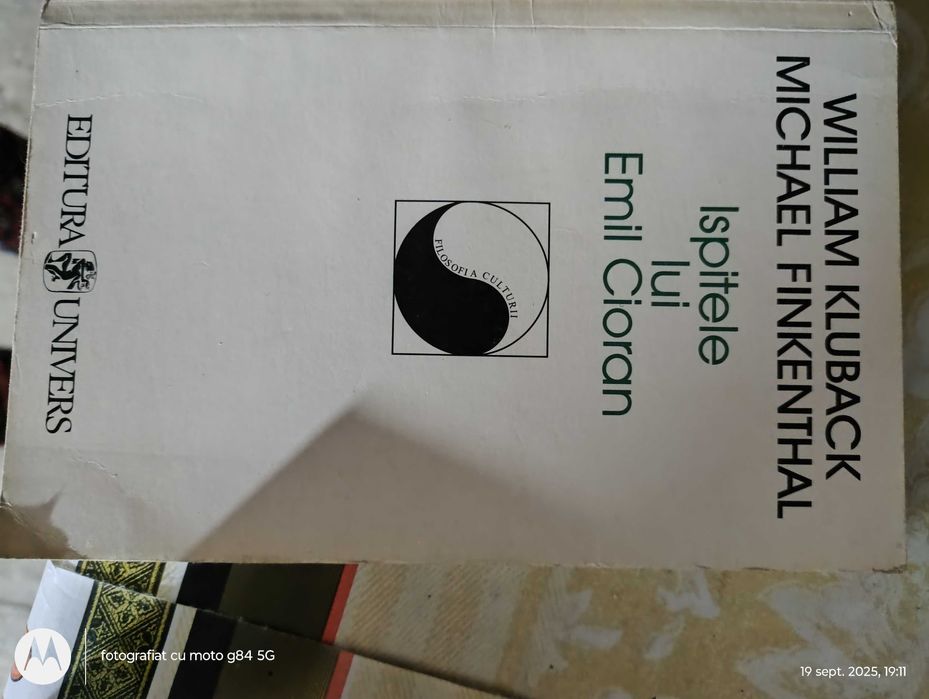 WILLIAM KLUBACK
MICHAEL FINKENTHAL
Ispitele
lui
Emil Cioran
FILOSOFIA CULTURII
EDITURA UNIVERS
fotografiat cu moto g84 5G
19 sept. 2025, 19:11